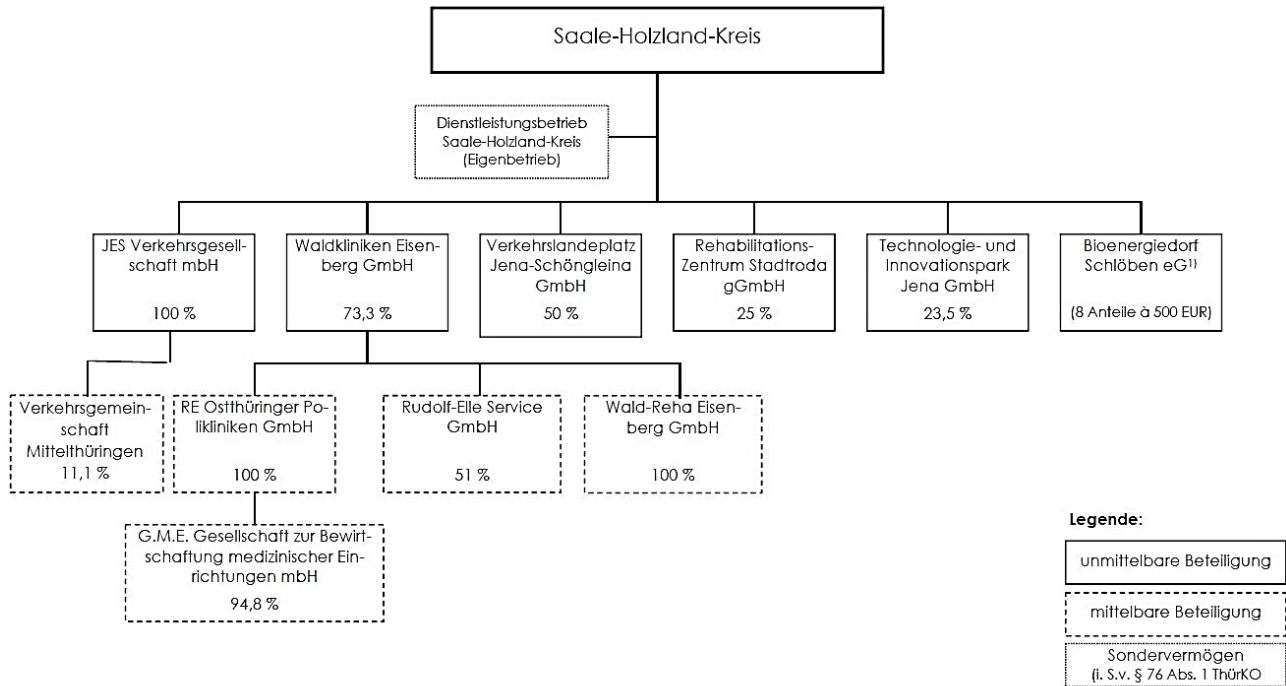 Saale-Holzland-Kreis
Dienstleistungsbetrieb
Saale-Holzland-Kreis
(Eigenbetrieb)
JES Verkehrsgesell-
schaft mbH
100 %
Waldkliniken Eisen-
berg GmbH
73,3 %
Verkehrslandeplatz
Jena-Schöngleina
GmbH
50 %
Rehabilitations-
Zentrum Stadtroda
gGmbH
25 %
Technologie- und
Innovationspark
Jena GmbH
23,5 %
Bioenergiedorf
Schlöben eG1)
(8 Anteile à 500 EUR)
Verkehrsgemein-
schaft
Mittelthüringen
11,1 %
RE Ostthüringer Po-
likliniken GmbH
100 %
Rudolf-Elle Service
GmbH
51 %
Wald-Reha Eisen-
berg GmbH
100 %
G.M.E. Gesellschaft zur Bewirt-
schaftung medizinischer Ein-
richtungen mbH
94,8 %
Legende:
unmittelbare Beteiligung
mittelbare Beteiligung
Sondervermögen
(i. S.v. § 76 Abs. 1 ThürKO